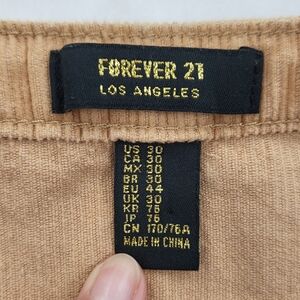 FOREVER 21
LOS ANGELES
US 30
CA 30
MX 30
BR 30
EU 44
UK 30
KR 76
JP 76
CN 170/76A
MADE IN CHINA